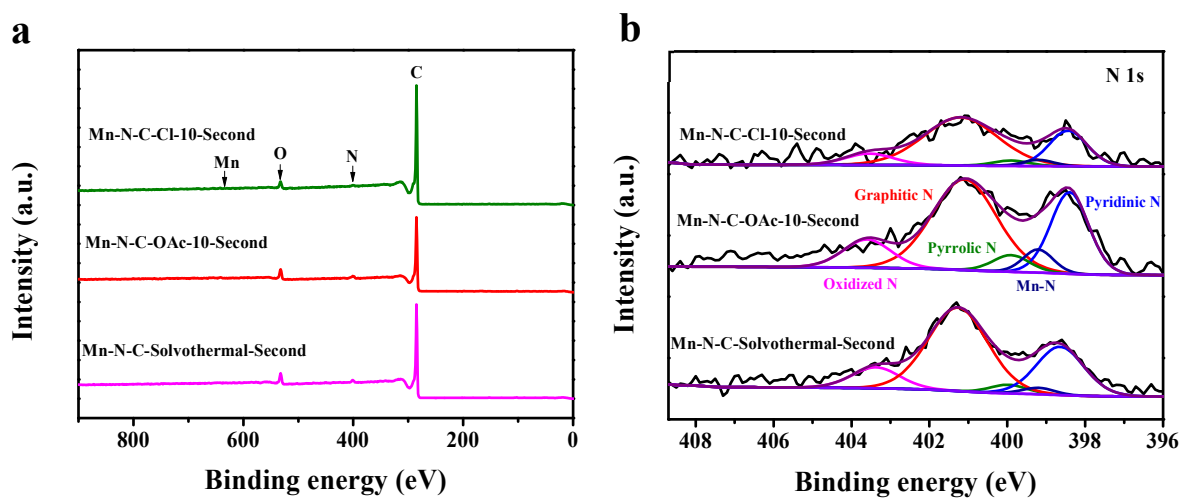 a
C
Mn-N-C-Cl-10-Second
Mn
O
N
Mn-N-C-OAc-10-Second
Mn-N-C-Solvothermal-Second
Intensity (a.u.)
800 600 400 200 0
Binding energy (eV)
b
N 1s
Mn-N-C-Cl-10-Second
Graphitic N
Pyridinic N
Mn-N-C-OAc-10-Second
Pyrrolic N
Oxidized N
Mn-N
Mn-N-C-Solvothermal-Second
Intensity (a.u.)
408 406 404 402 400 398 396
Binding energy (eV)